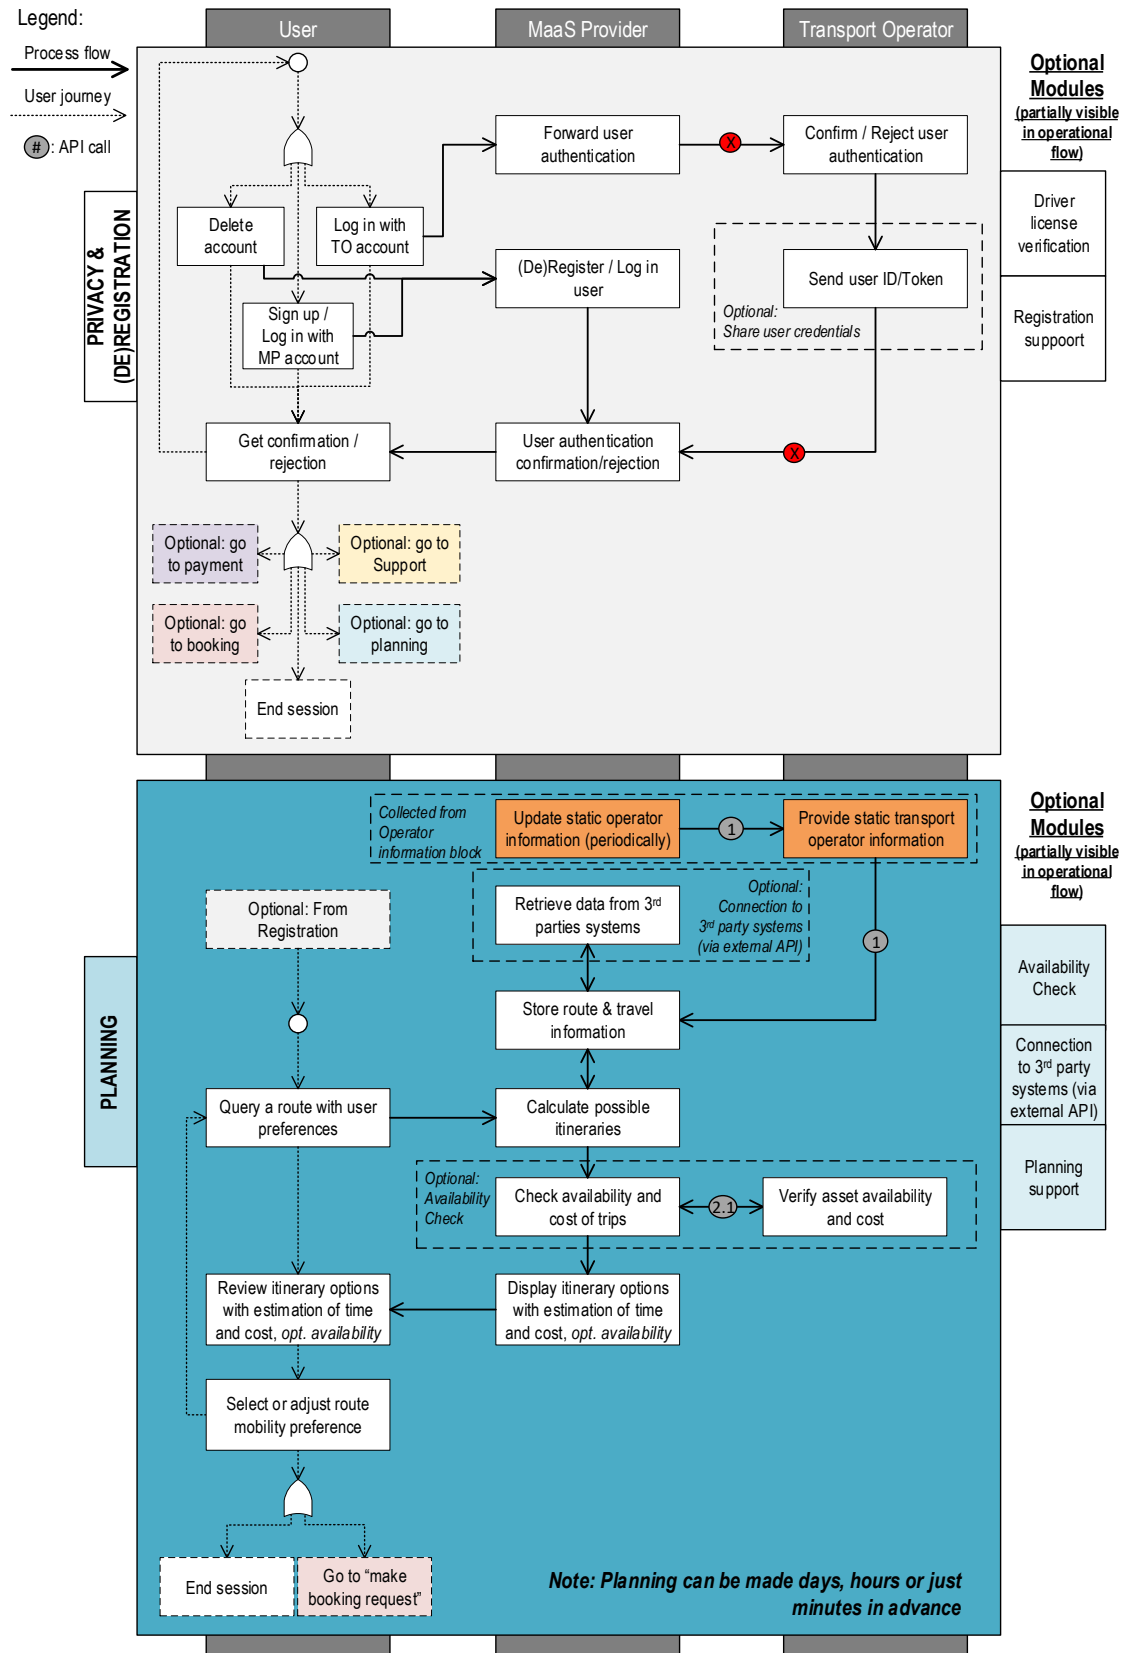 Legend:
Process flow
User journey
#: API call
User
MaaS Provider
Transport Operator
PRIVACY &
(DE)REGISTRATION
Forward user
authentication
X
Confirm / Reject user
authentication
Delete
account
Log in with
TO account
(De)Register / Log in
user
Send user ID/Token
Optional:
Share user credentials
Sign up /
Log in with
MP account
Get confirmation /
rejection
User authentication
confirmation/rejection
X
Optional: go
to payment
Optional: go to
Support
Optional: go
to booking
Optional: go to
planning
End session
Optional
Modules
(partially visible
in operational
flow)
Driver
license
verification
Registration
suppoort
PLANNING
Collected from
Operator
information block
Update static operator
information (periodically)
1
Provide static transport
operator information
Retrieve data from 3rd
parties systems
Optional:
Connection to
3rd party systems
(via external API)
1
Optional: From
Registration
Store route & travel
information
Query a route with user
preferences
Calculate possible
itineraries
Optional:
Availability
Check
Check availability and
cost of trips
2.1
Verify asset availability
and cost
Review itinerary options
with estimation of time
and cost, opt. availability
Display itinerary options
with estimation of time
and cost, opt. availability
Select or adjust route
mobility preference
End session
Go to “make
booking request”
Note: Planning can be made days, hours or just
minutes in advance
Optional
Modules
(partially visible
in operational
flow)
Availability
Check
Connection
to 3rd party
systems (via
external API)
Planning
support